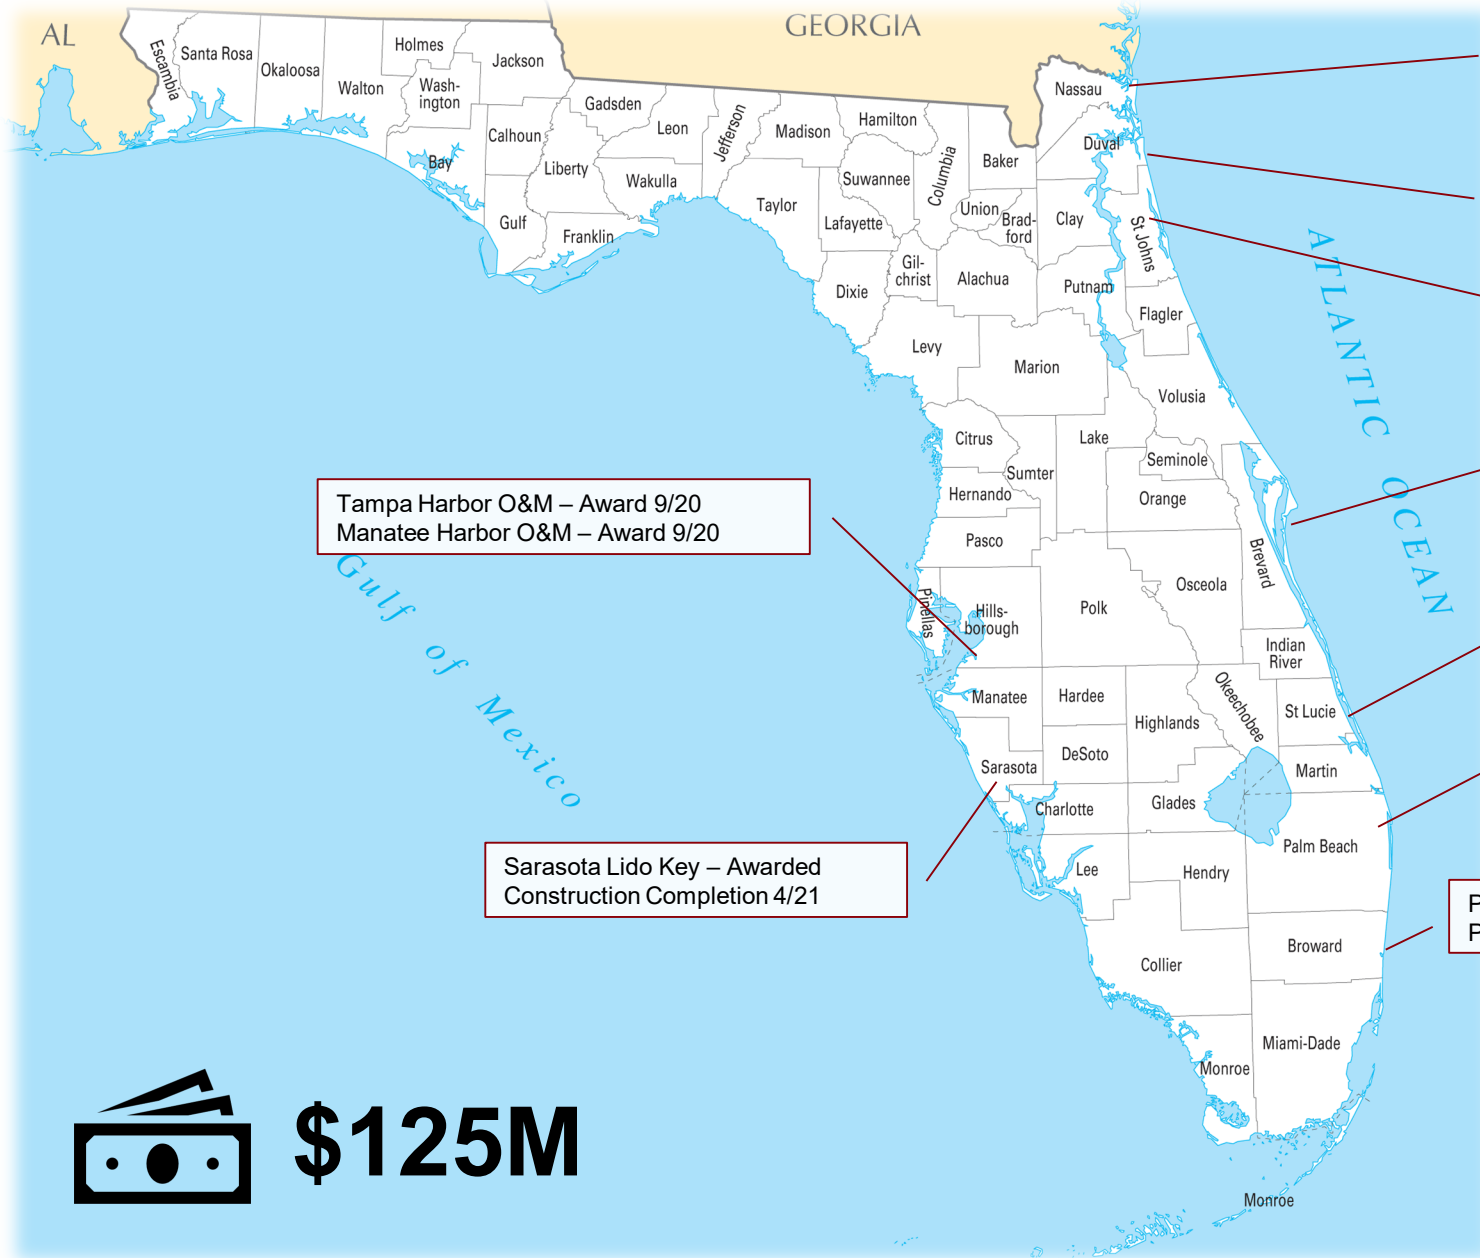 AL
GEORGIA
Escambia
Santa Rosa
Okaloosa
Walton
Holmes
Wash-
ington
Jackson
Bay
Calhoun
Gulf
Gadsden
Liberty
Franklin
Leon
Wakulla
Jefferson
Madison
Taylor
Hamilton
Suwannee
Lafayette
Dixie
Columbia
Gil-
christ
Baker
Union
Brad-
ford
Alachua
Levy
Nassau
Duval
Clay
St Johns
Putnam
Flagler
Marion
Volusia
Citrus
Sumter
Lake
Seminole
Hernando
Orange
Pasco
Brevard
Osceola
Pinellas
Hills-
borough
Polk
Indian
River
Manatee
Hardee
Highlands
Okeechobee
St Lucie
Sarasota
DeSoto
Martin
Charlotte
Glades
Palm Beach
Lee
Hendry
Collier
Broward
Miami-Dade
Monroe
Monroe
ATLANTIC OCEAN
Gulf of Mexico
Tampa Harbor O&M – Award 9/20
Manatee Harbor O&M – Award 9/20
Sarasota Lido Key – Awarded
Construction Completion 4/21
P
P
$125M